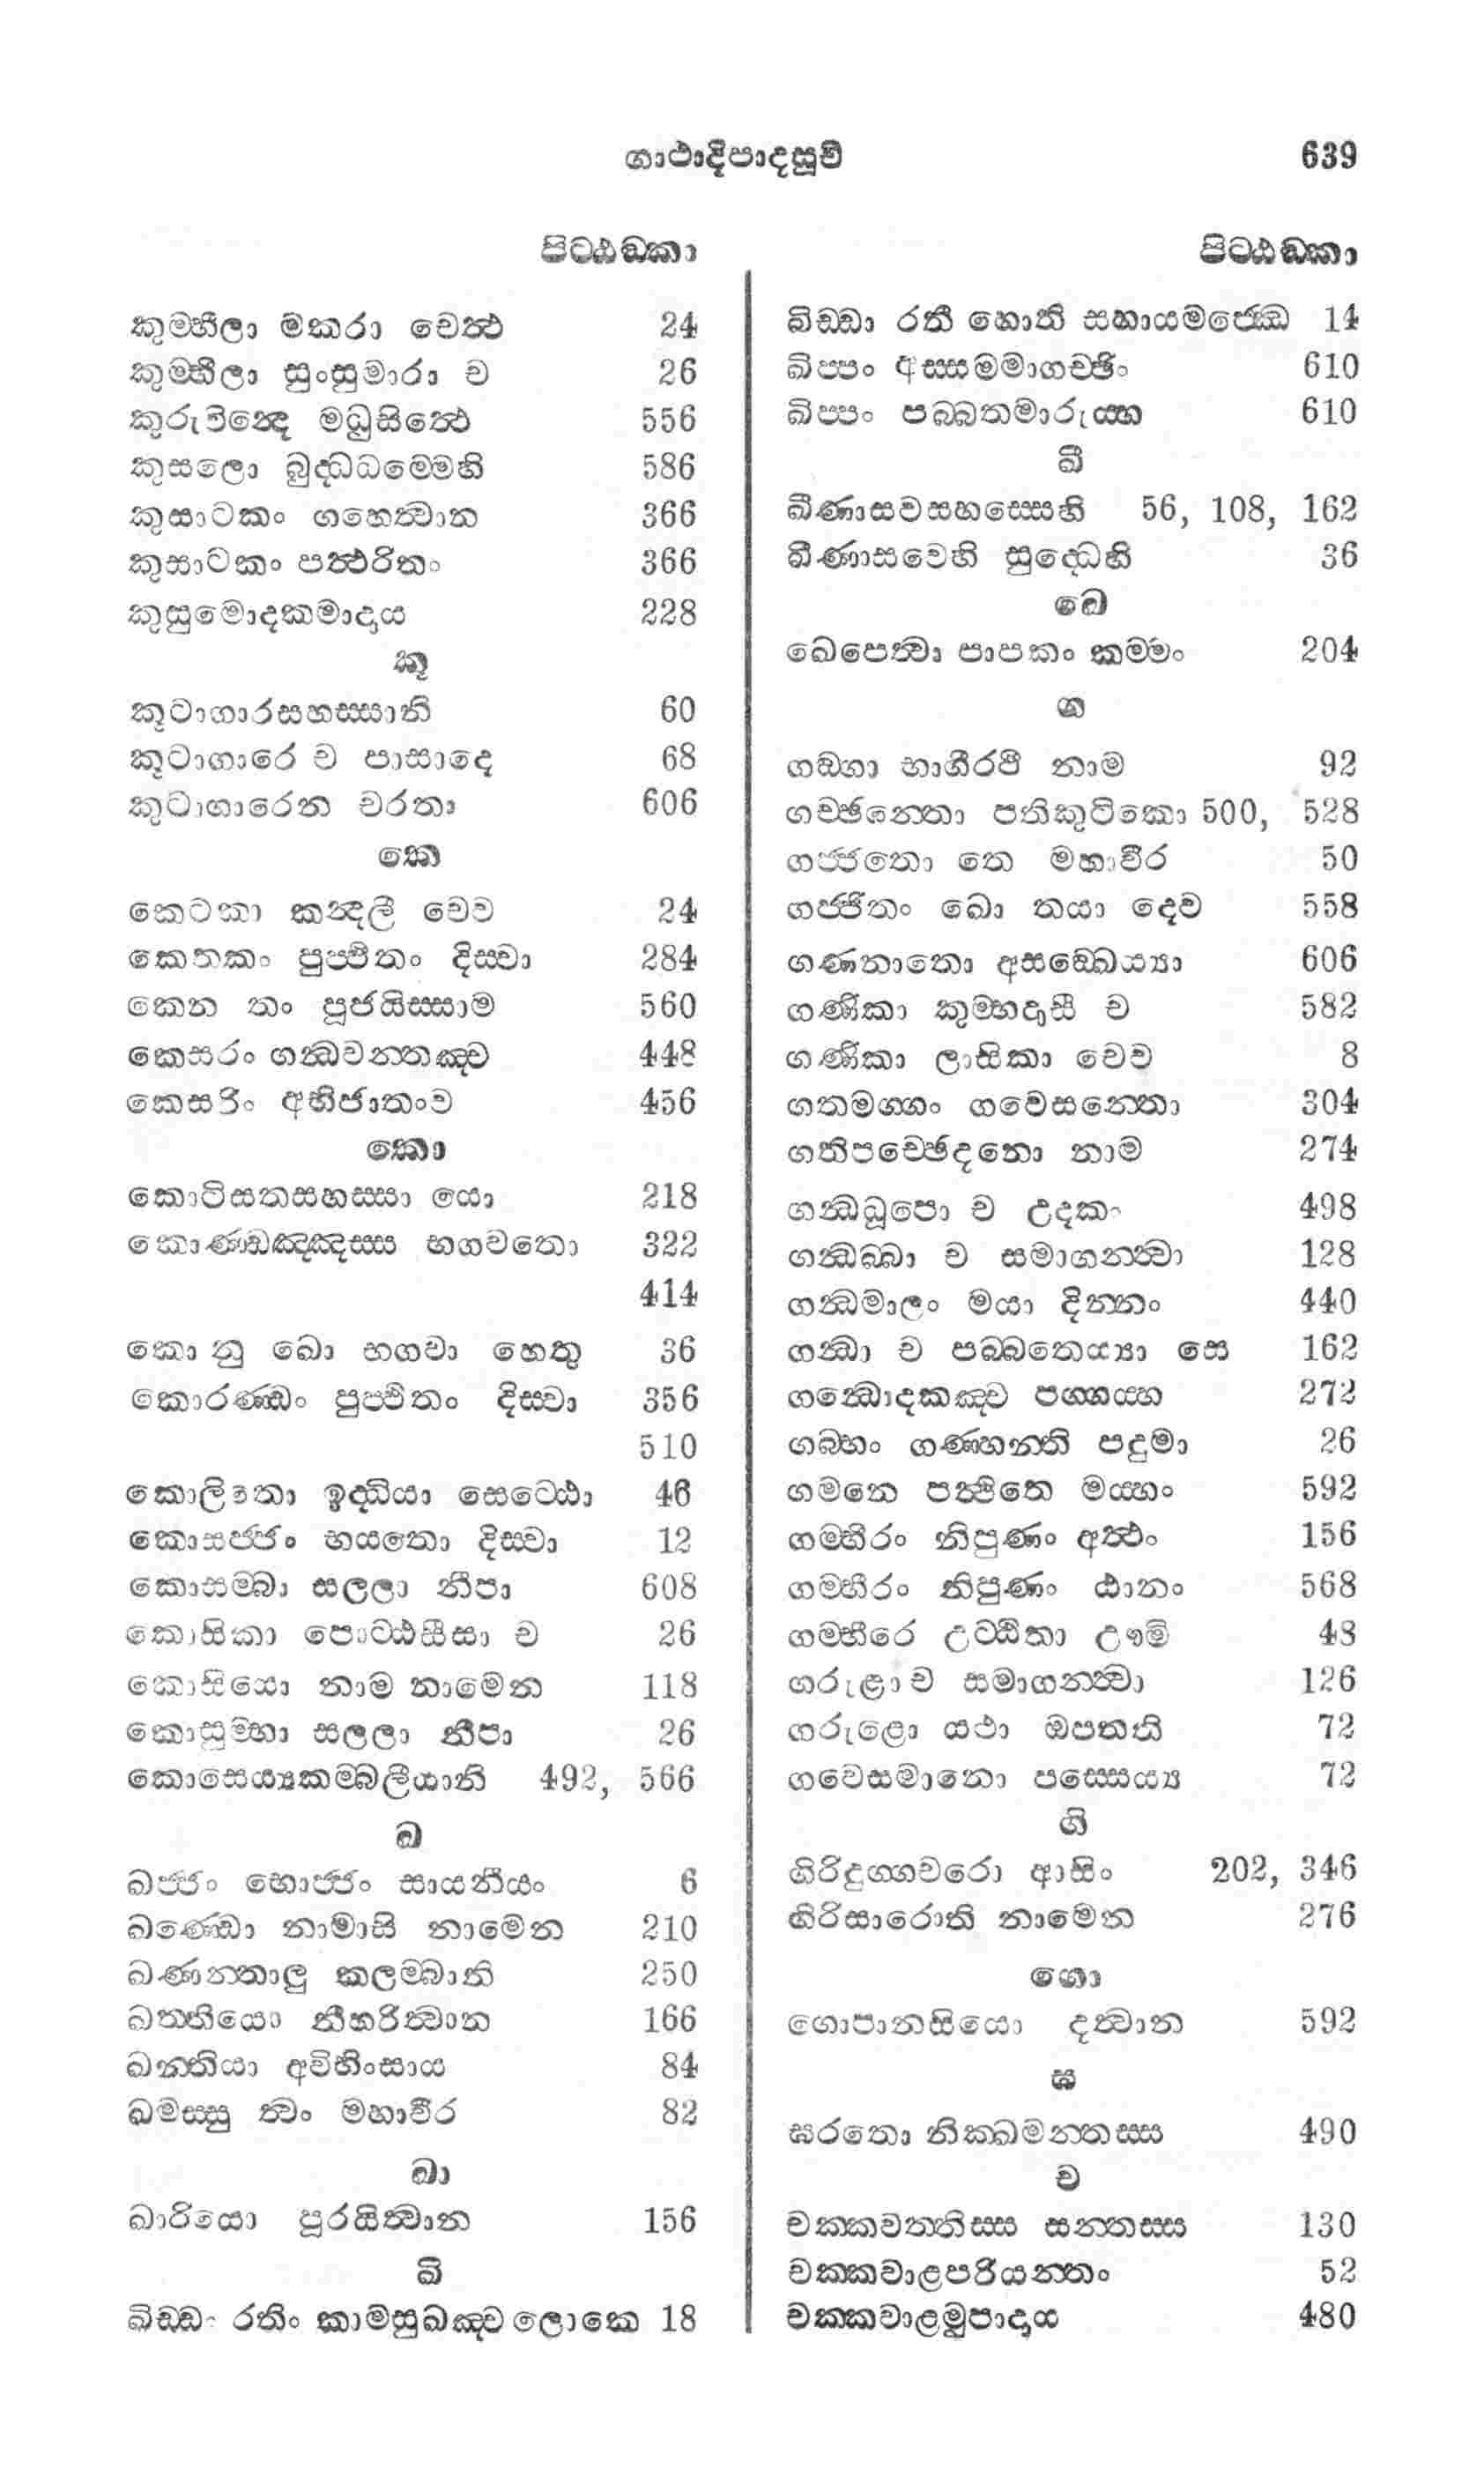 ගාථාදිපාදසූචී 639
පිට්ඨඞ්කා
කුම්භීලා මකරා චෙත්ථ 24
කුම්භීලා සුංසුමාරා ච 26
කුරුවින්දෙ මධුසිත්ථෙ 556
කුසලො බුද්ධධම්මෙහි 586
කුසාටකං ගහෙත්වාන 366
කුසාටකං පත්ථරිතං 366
කුසුමොදකමාදාය 228
කූ
කූටාගාරසහස්සානි 60
කූටාගාරෙ ච පාසාදෙ 68
කුටාගාරෙන චරතා 606
කෙ
කෙටකා කන්දලී චෙව 24
කෙතකං පුප්ඵිතං දිස්වා 284
කෙන තං පූජයිස්සාම 560
කෙසරං ගන්ධවන්තඤ්ච 448
කෙසරිං අභිජාතංව 456
කො
කොටිසතසහස්සා යො 218
කොණ්ඩඤ්ඤස්ස භගවතො 322
414
කො නු ඛො භගවා හෙතු 36
කොරණ්ඩං පුප්ඵිතං දිස්වා 356
510
කොලිතො ඉද්ධියා සෙට්ඨො 46
කොසජ්ජං භයතො දිස්වා 12
කොසම්බා සලලා නීපා 608
කොසිකා පොට්ඨසීසා ච 26
කොසියො නාම නාමෙන 118
කොසුම්භා සලලා නීපා 26
කොසෙය්‍යකම්බලීයානි 492, 566
ඛ
ඛජ්ජං භොජ්ජං සායනීයං 6
ඛණ්ඩො නාමාසි නාමෙන 210
ඛණන්තාලු කලම්බානි 250
ඛත්තියො නීහරිත්වාන 166
ඛන්තියා අවිහිංසාය 84
ඛමස්සු ත්වං මහාවීර 82
ඛා
ඛාරියො පූරයිත්වාන 156
ඛි
ඛිඩ්ඩං රතිං කාමසුඛඤ්ච ලොකෙ 18
පිට්ඨඞ්කා
ඛිඩ්ඩා රතී හොති සහායමජ්ඣෙ 14
ඛිප්පං අස්සමමාගච්ඡිං 610
ඛිප්පං පබ්බතමාරුය්හ 610
ඛී
ඛීණාසවසහස්සෙහි 56, 108, 162
ඛීණාසවෙහි සුද්ධෙහි 36
ඛෙ
ඛෙපෙත්වා පාපකං කම්මං 204
ග
ගඞ්ගා භාගීරථී නාම 92
ගච්ඡන්තො පතිකුටිකො 500, 528
ගජ්ජතො තෙ මහාවීර 50
ගජ්ජිතං ඛො තයා දෙව 558
ගණනාතො අසඞ්ඛෙය්‍යා 606
ගණිකා කුම්භදාසී ච 582
ගණිකා ලාසිකා චෙව 8
ගතමග්ගං ගවෙසන්තො 304
ගතිපච්ඡෙදනො නාම 274
ගන්ධධූපො ච උදකං 498
ගන්ධබ්බා ච සමාගන්ත්වා 128
ගන්ධමාලං මයා දින්නං 440
ගන්ධා ච පබ්බතෙය්‍යා සෙ 162
ගන්ධොදකඤ්ච පග්ගය්හ 272
ගබ්භං ගණ්හන්ති පදුමා 26
ගමනෙ පත්ථිතෙ මය්හං 592
ගම්භීරං නිපුණං අත්ථං 156
ගම්භීරං නිපුණං ඨානං 568
ගම්භීරෙ උට්ඨිතා ඌමි 48
ගරුළා ච සමාගන්ත්වා 126
ගරුළො යථා ඔපතති 72
ගවෙසමානො පස්සෙය්‍ය 72
ගි
ගිරිදුග්ගචරො ආසිං 202, 346
ගිරිසාරොති නාමෙන 276
ගො
ගොපානසියො දත්වාන 592
ඝ
ඝරතො නික්ඛමන්තස්ස 490
ච
චක්කවත්තිස්ස සන්තස්ස 130
චක්කවාළපරියන්තං 52
චක්කවාළමුපාදාය 480